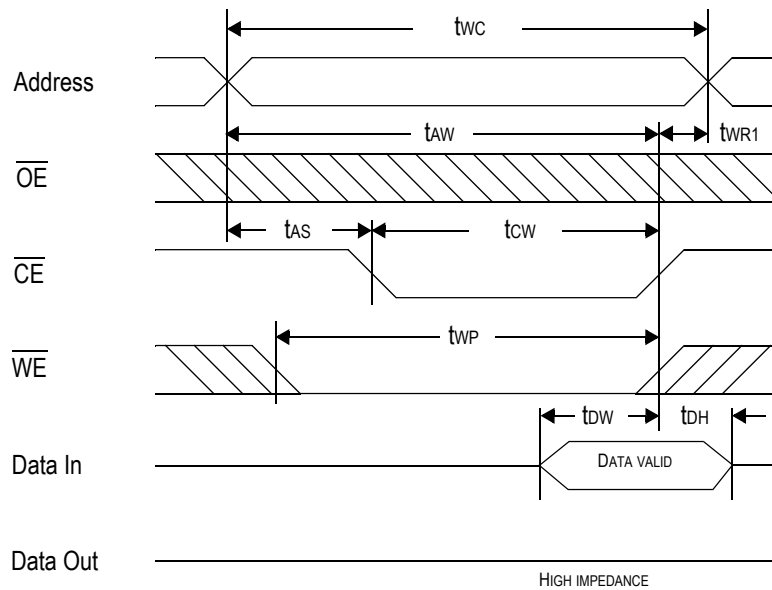 tWC
Address
tAW tWR1
OE
tAS tCW
CE
tWP
WE
tDW tDH
Data In
DATA VALID
Data Out
HIGH IMPEDANCE